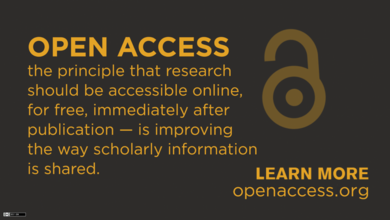 OPEN ACCESS
the principle that research
should be accessible online,
for free, immediately after
publication — is improving
the way scholarly information
is shared.
LEARN MORE
openaccess.org